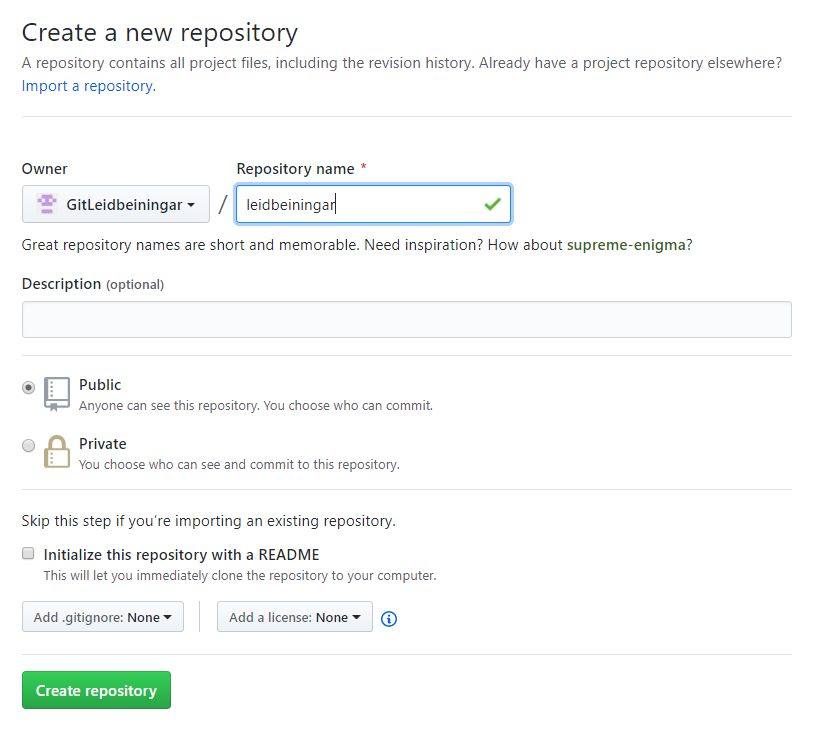 Create a new repository
A repository contains all project files, including the revision history. Already have a project repository elsewhere?
Import a repository.
Owner
Repository name *
GitLeidbeiningar
/
leidbeiningar
Great repository names are short and memorable. Need inspiration? How about supreme-enigma?
Description (optional)
Public
Anyone can see this repository. You choose who can commit.
Private
You choose who can see and commit to this repository.
Skip this step if you’re importing an existing repository.
Initialize this repository with a README
This will let you immediately clone the repository to your computer.
Add .gitignore: None
Add a license: None
Create repository